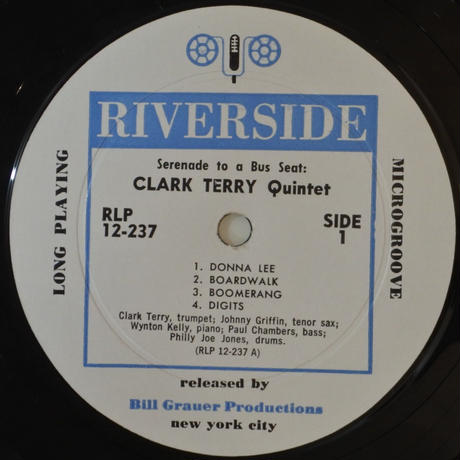 RIVERSIDE
Serenade to a Bus Seat:
CLARK TERRY Quintet
RLP
12-237
SIDE
1
LONG PLAYING
MICROGROOVE
1. DONNA LEE
2. BOARDWALK
3. BOOMERANG
4. DIGITS
Clark Terry, trumpet; Johnny Griffin, tenor sax;
Wynton Kelly, piano; Paul Chambers, bass;
Philly Joe Jones, drums.
(RLP 12-237 A)
released by
Bill Grauer Productions
new york city